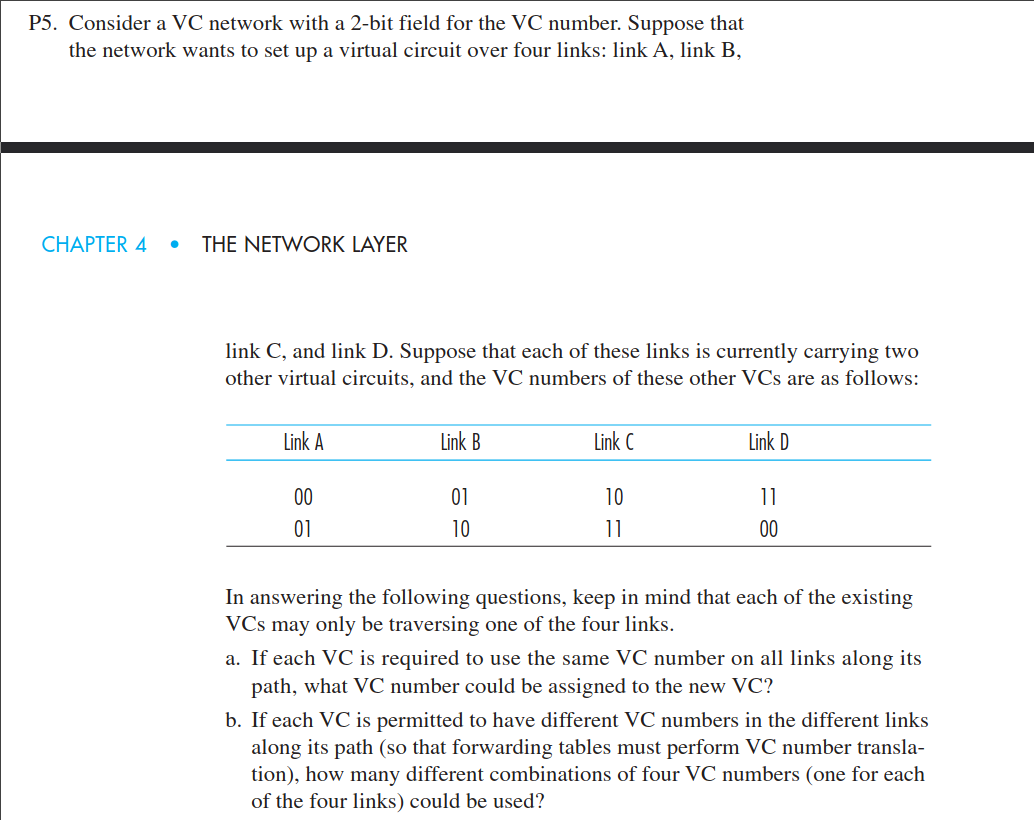 P5. Consider a VC network with a 2-bit field for the VC number. Suppose that
the network wants to set up a virtual circuit over four links: link A, link B,
CHAPTER 4 • THE NETWORK LAYER
link C, and link D. Suppose that each of these links is currently carrying two
other virtual circuits, and the VC numbers of these other VCs are as follows:
Link A Link B Link C Link D
00 01 10 11
01 10 11 00
In answering the following questions, keep in mind that each of the existing
VCs may only be traversing one of the four links.
a. If each VC is required to use the same VC number on all links along its
path, what VC number could be assigned to the new VC?
b. If each VC is permitted to have different VC numbers in the different links
along its path (so that forwarding tables must perform VC number transla-
tion), how many different combinations of four VC numbers (one for each
of the four links) could be used?